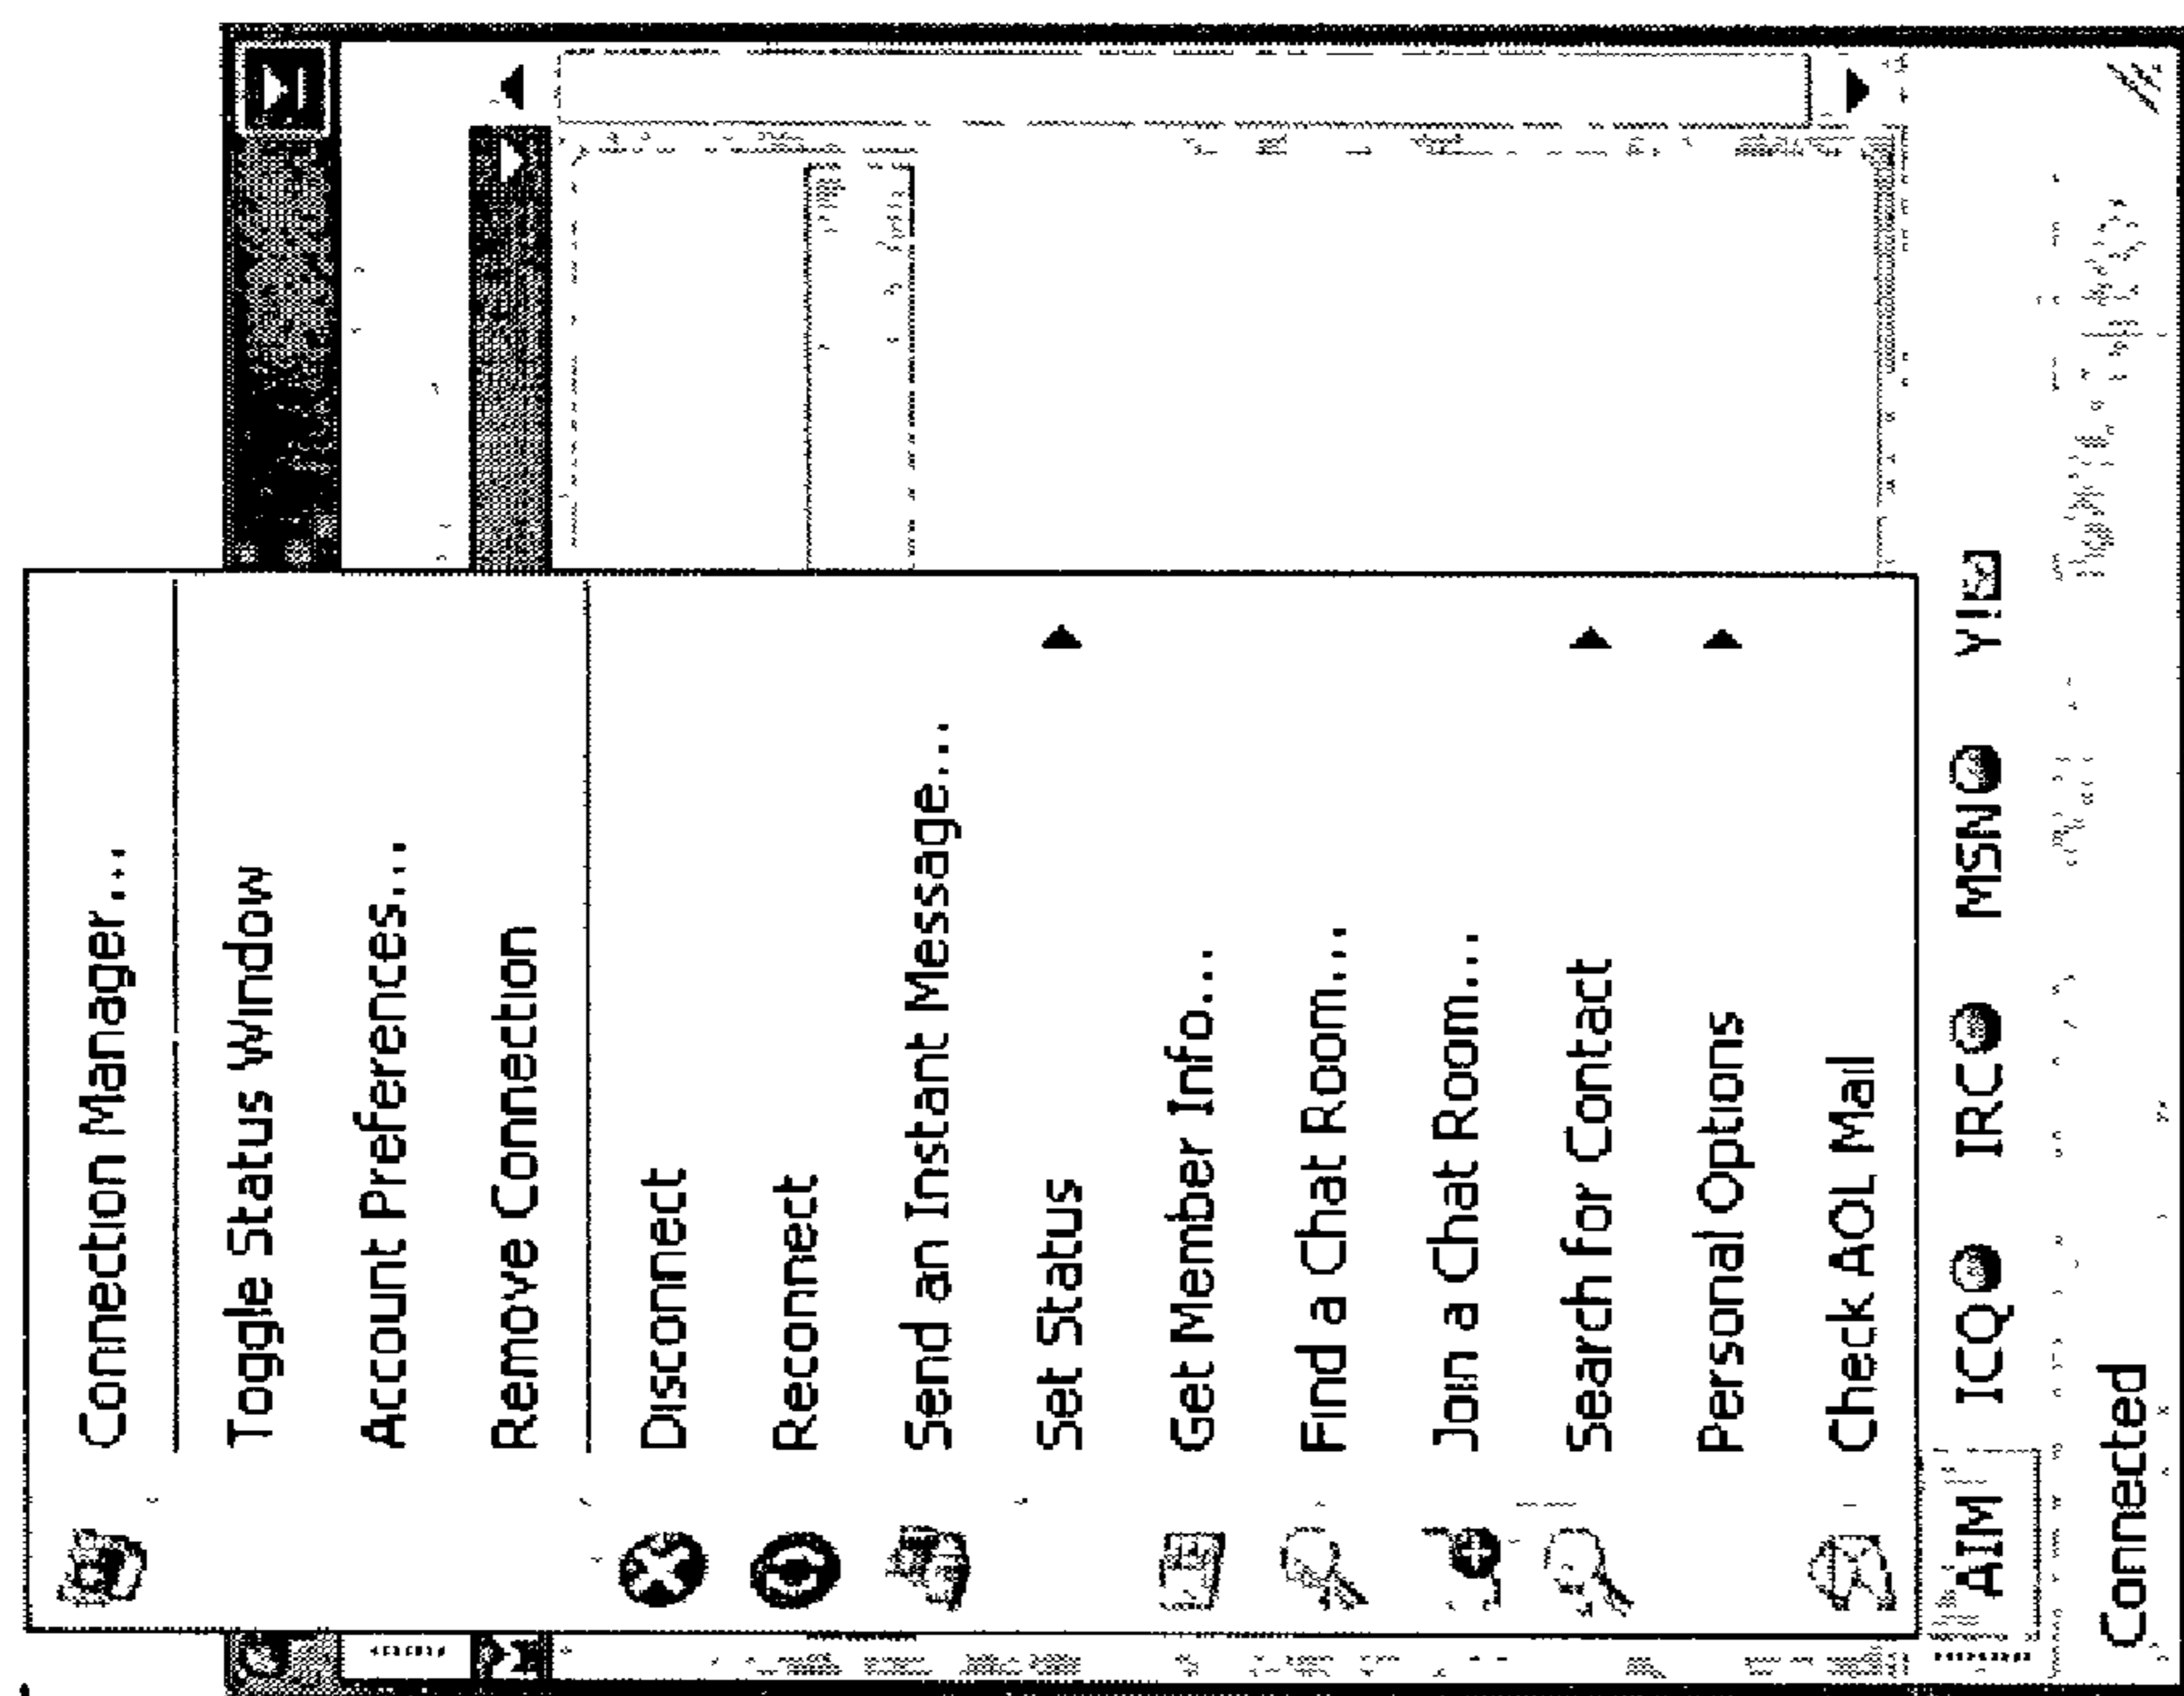 Connection Manager...
Toggle Status Window
Account Preferences...
Remove Connection
Disconnect
Reconnect
Send an Instant Message...
Set Status
Get Member Info...
Find a Chat Room...
Join a Chat Room...
Search for Contact
Personal Options
Check AOL Mail
AIM ICQ IRC MSN Y!
Connected